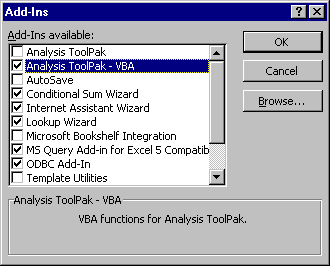 Add-Ins
Add-Ins available:
Analysis ToolPak
Analysis ToolPak - VBA
AutoSave
Conditional Sum Wizard
Internet Assistant Wizard
Lookup Wizard
Microsoft Bookshelf Integration
MS Query Add-in for Excel 5 Compatib
ODBC Add-In
Template Utilities
OK
Cancel
Browse...
Analysis ToolPak - VBA
VBA functions for Analysis ToolPak.